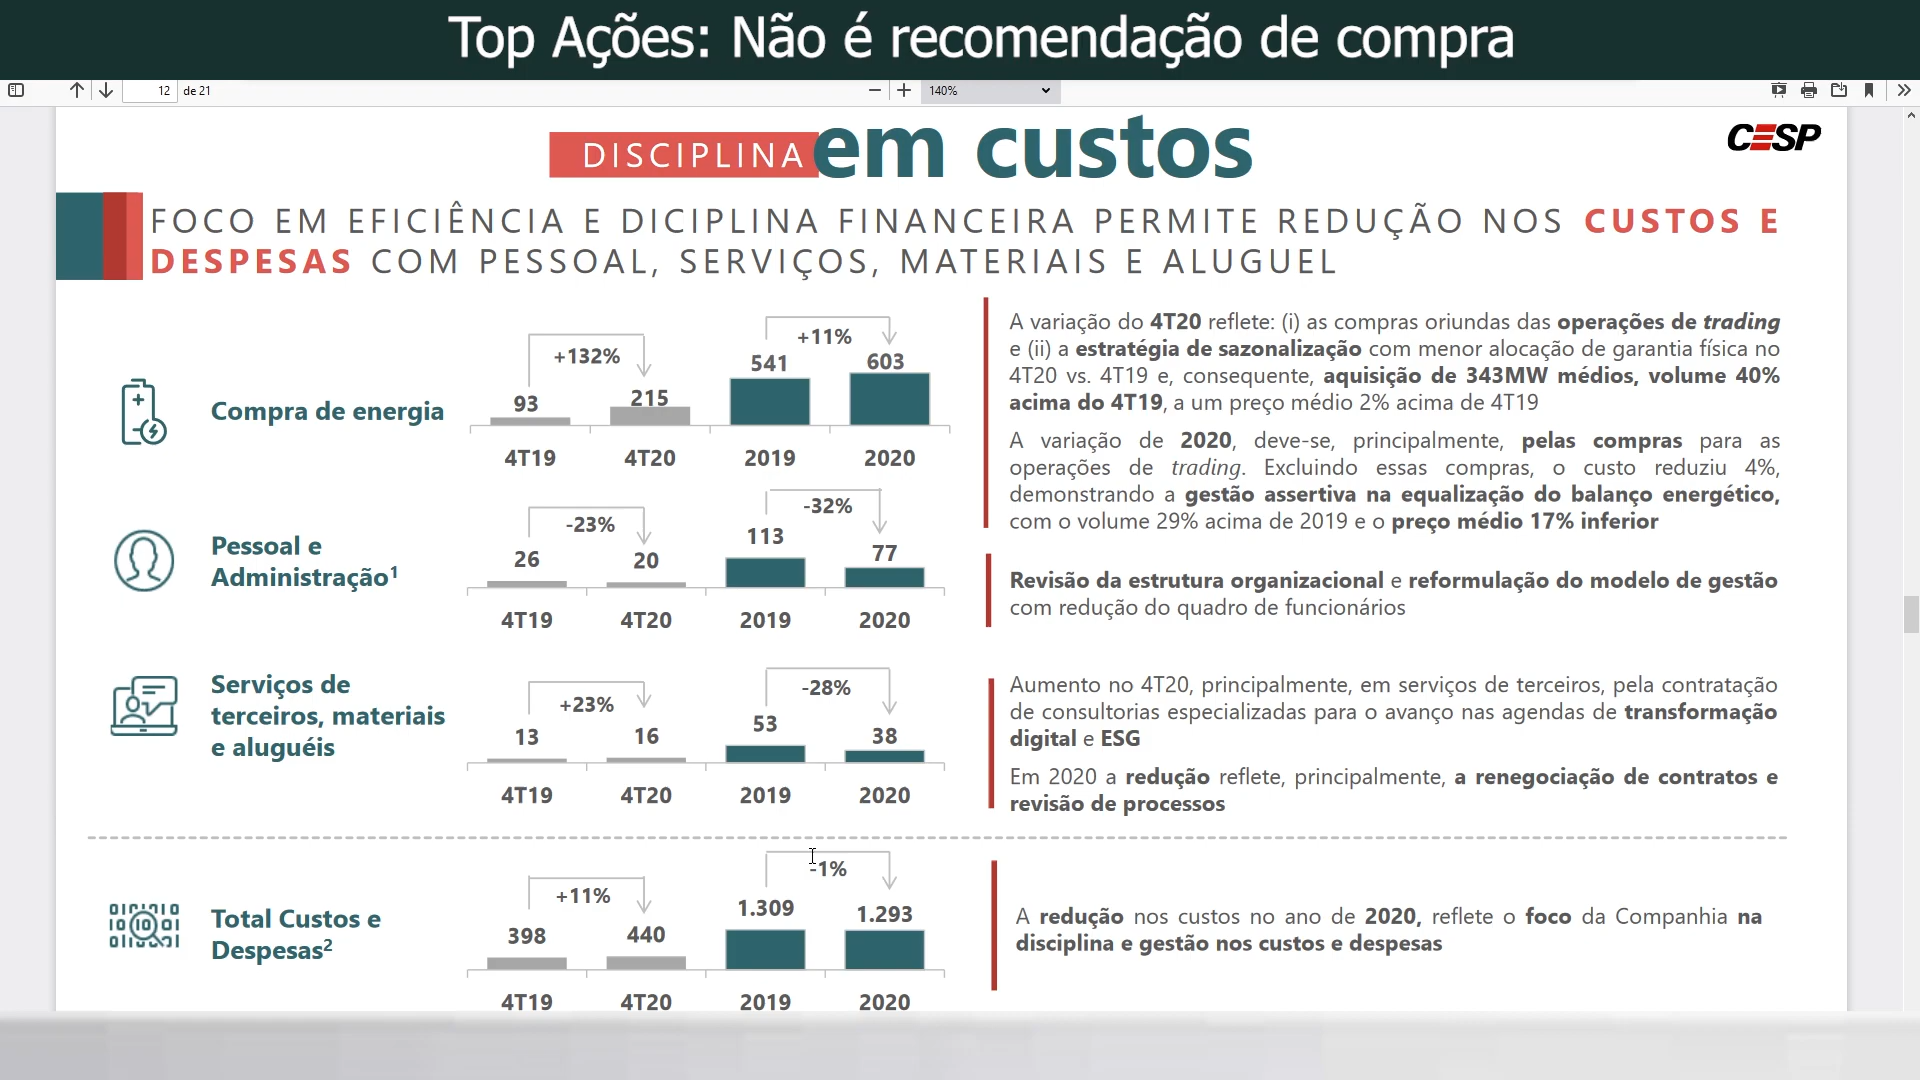 Top Ações: Não é recomendação de compra
12 de 21
140%
DISCIPLINA em custos
CESP
FOCO EM EFICIÊNCIA E DICIPLINA FINANCEIRA PERMITE REDUÇÃO NOS CUSTOS E
DESPESAS COM PESSOAL, SERVIÇOS, MATERIAIS E ALUGUEL
Compra de energia
+132%
93
215
4T19
4T20
+11%
541
603
2019
2020
A variação do 4T20 reflete: (i) as compras oriundas das operações de trading
e (ii) a estratégia de sazonalização com menor alocação de garantia física no
4T20 vs. 4T19 e, consequente, aquisição de 343MW médios, volume 40%
acima do 4T19, a um preço médio 2% acima de 4T19
A variação de 2020, deve-se, principalmente, pelas compras para as
operações de trading. Excluindo essas compras, o custo reduziu 4%,
demonstrando a gestão assertiva na equalização do balanço energético,
com o volume 29% acima de 2019 e o preço médio 17% inferior
Pessoal e
Administração1
-23%
26
20
4T19
4T20
-32%
113
77
2019
2020
Revisão da estrutura organizacional e reformulação do modelo de gestão
com redução do quadro de funcionários
Serviços de
terceiros, materiais
e aluguéis
+23%
13
16
4T19
4T20
-28%
53
38
2019
2020
Aumento no 4T20, principalmente, em serviços de terceiros, pela contratação
de consultorias especializadas para o avanço nas agendas de transformação
digital e ESG
Em 2020 a redução reflete, principalmente, a renegociação de contratos e
revisão de processos
Total Custos e
Despesas2
+11%
398
440
4T19
4T20
-1%
1.309
1.293
2019
2020
A redução nos custos no ano de 2020, reflete o foco da Companhia na
disciplina e gestão nos custos e despesas